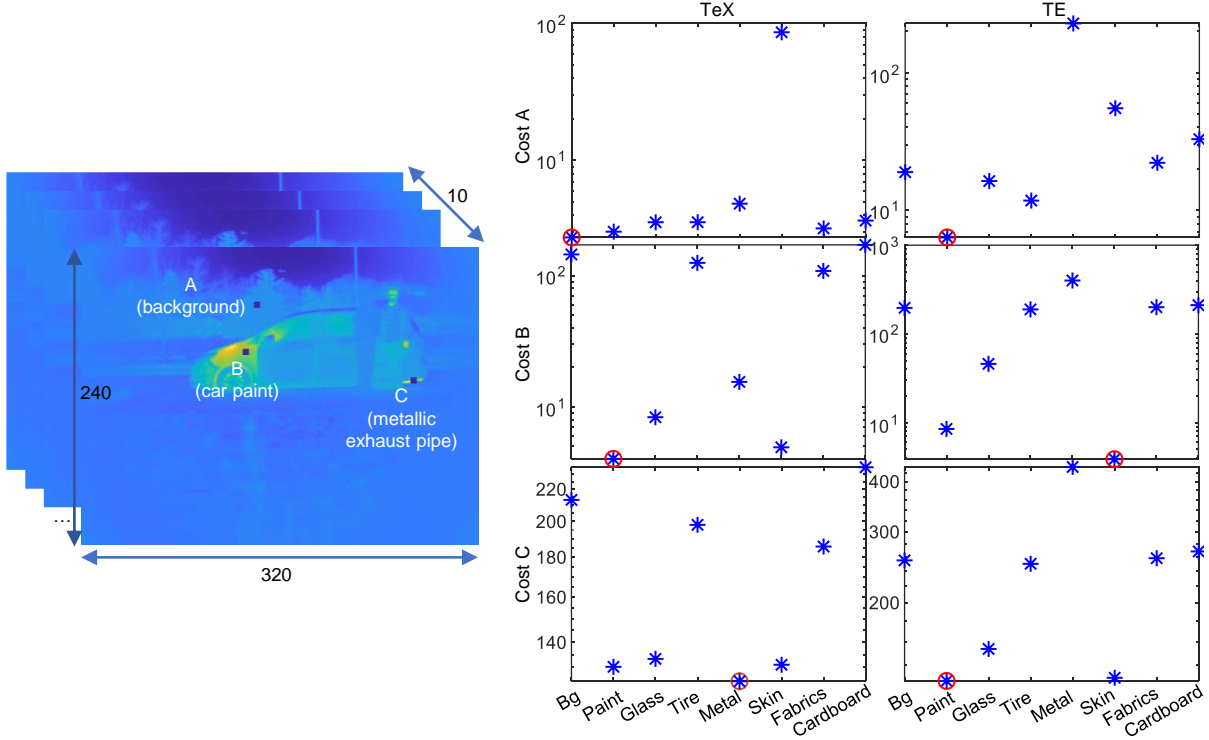 10
A
(background)
B
(car paint)
C
(metallic
exhaust pipe)
240
...
320
TeX
TE
Cost A
10^2
10^1
10^2
10^1
Cost B
10^2
10^1
10^3
10^2
10^1
Cost C
220
200
180
160
140
400
300
200
Bg
Paint
Glass
Tire
Metal
Skin
Fabrics
Cardboard
Bg
Paint
Glass
Tire
Metal
Skin
Fabrics
Cardboard